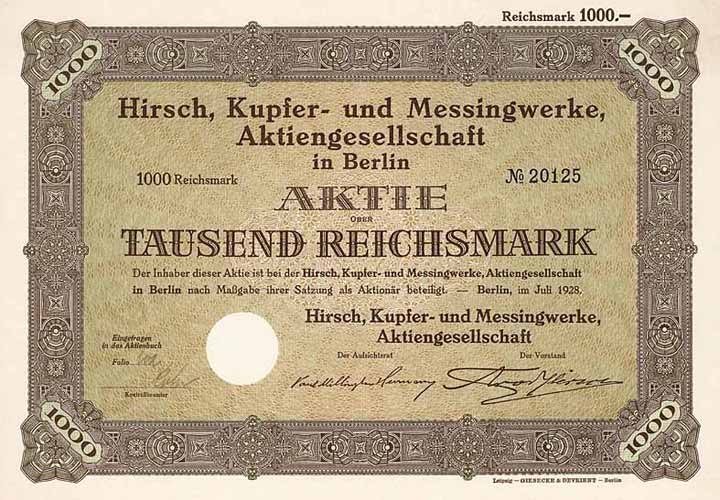 Reichsmark 1000.—
1000
1000
Hirsch, Kupfer- und Messingwerke,
Aktiengesellschaft
in Berlin
1000 Reichsmark
№ 20125
AKTIE
ÜBER
TAUSEND REICHSMARK
Der Inhaber dieser Aktie ist bei der Hirsch, Kupfer- und Messingwerke, Aktiengesellschaft
in Berlin nach Maßgabe ihrer Satzung als Aktionär beteiligt. — Berlin, im Juli 1928.
Hirsch, Kupfer- und Messingwerke,
Aktiengesellschaft
Eingetragen
in das Aktienbuch
Der Aufsichtsrat
Der Vorstand
Folio
Kontrollbeamter
1000
1000
Leipzig — GIESECKE & DEVRIENT — Berlin